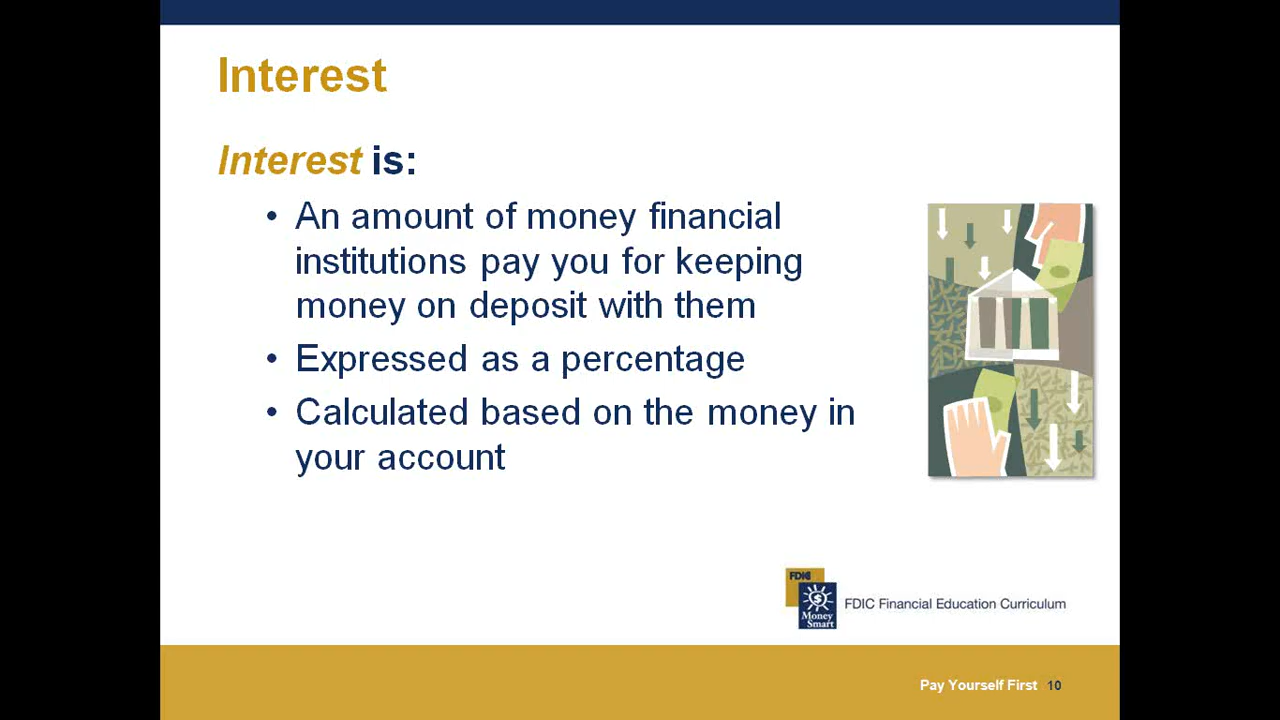 Interest
Interest is:
• An amount of money financial
institutions pay you for keeping
money on deposit with them
• Expressed as a percentage
• Calculated based on the money in
your account
FDIC
$
Money
Smart
FDIC Financial Education Curriculum
Pay Yourself First 10